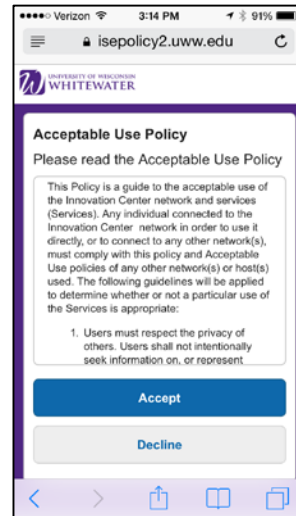 Verizon 3:14 PM 91%
isepolicy2.uww.edu
UNIVERSITY OF WISCONSIN
WHITEWATER
Acceptable Use Policy
Please read the Acceptable Use Policy
This Policy is a guide to the acceptable use of
the Innovation Center network and services
(Services). Any individual connected to the
Innovation Center network in order to use it
directly, or to connect to any other network(s),
must comply with this policy and Acceptable
Use policies of any other network(s) or host(s)
used. The following guidelines will be applied
to determine whether or not a particular use of
the Services is appropriate:
1. Users must respect the privacy of
others. Users shall not intentionally
seek information on, or represent
Accept
Decline